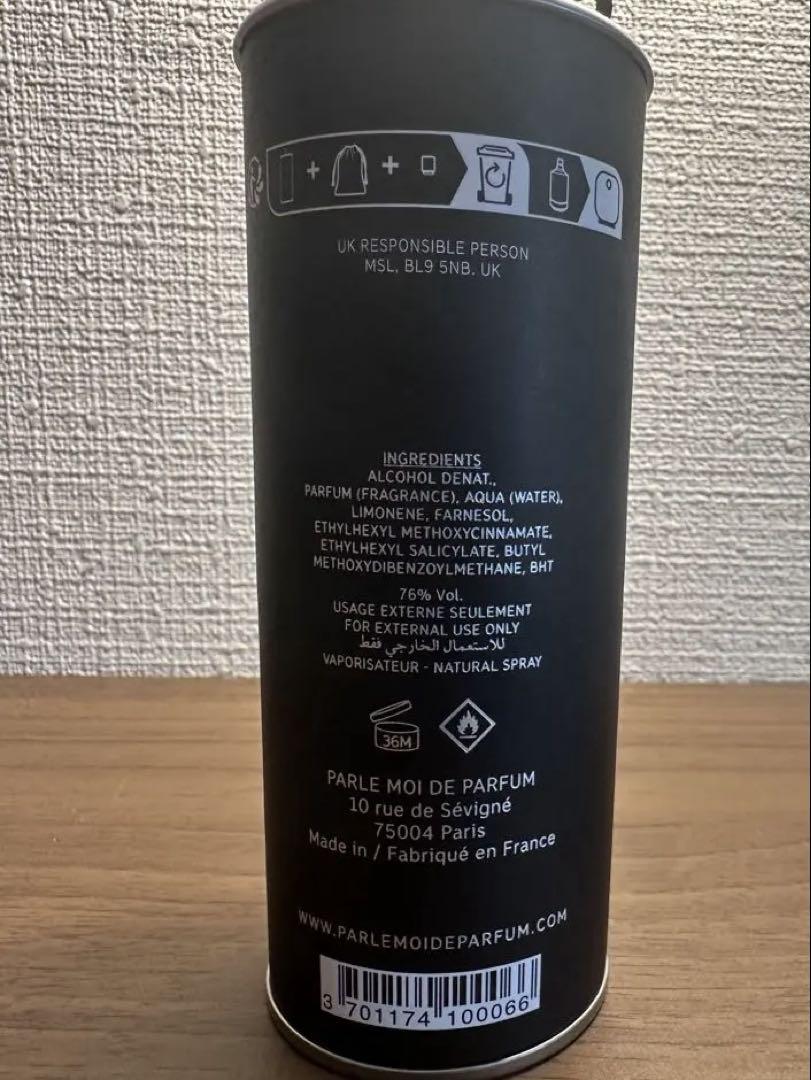 UK RESPONSIBLE PERSON
MSL, BL9 5NB. UK
INGREDIENTS
ALCOHOL DENAT.,
PARFUM (FRAGRANCE), AQUA (WATER),
LIMONENE, FARNESOL,
ETHYLHEXYL METHOXYCINNAMATE,
ETHYLHEXYL SALICYLATE, BUTYL
METHOXYDIBENZOYLMETHANE, BHT
76% Vol.
USAGE EXTERNE SEULEMENT
FOR EXTERNAL USE ONLY
للاستعمال الخارجي فقط
VAPORISATEUR - NATURAL SPRAY
36M
PARLE MOI DE PARFUM
10 rue de Sévigné
75004 Paris
Made in / Fabriqué en France
WWW.PARLEMOIDEPARFUM.COM
3 701174 100066